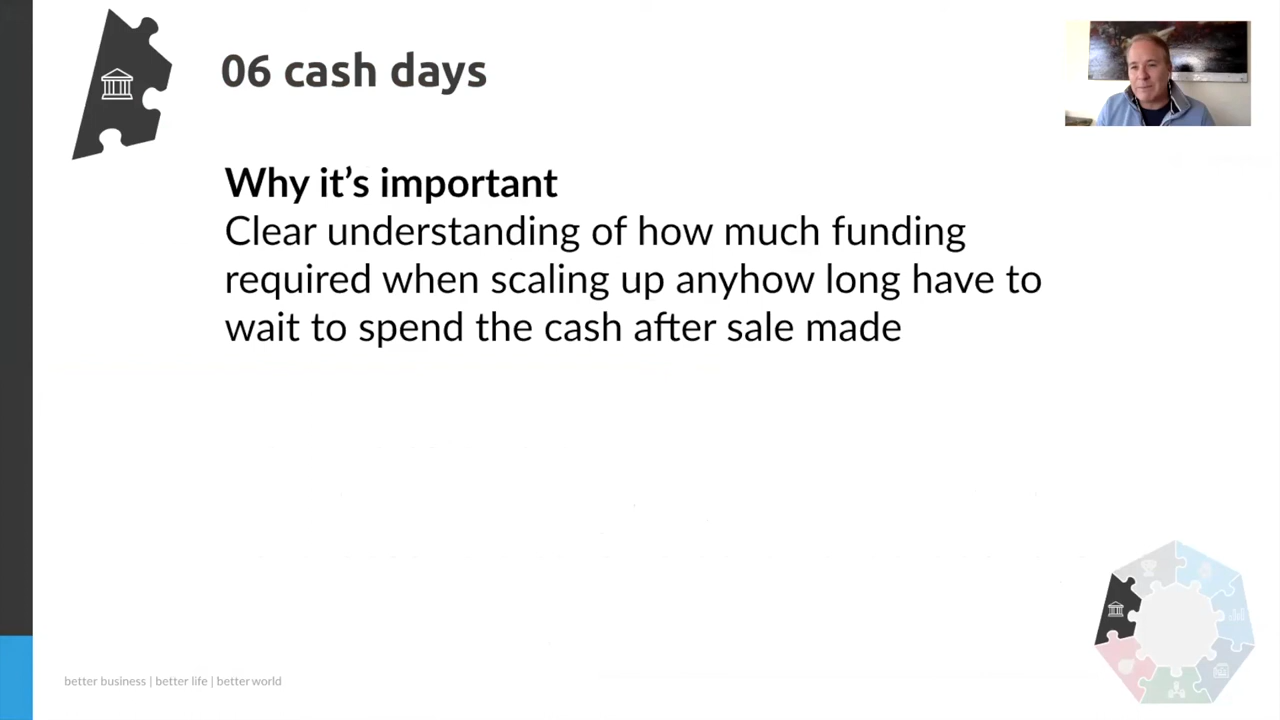 06 cash days
Why it’s important
Clear understanding of how much funding
required when scaling up anyhow long have to
wait to spend the cash after sale made
better business | better life | better world